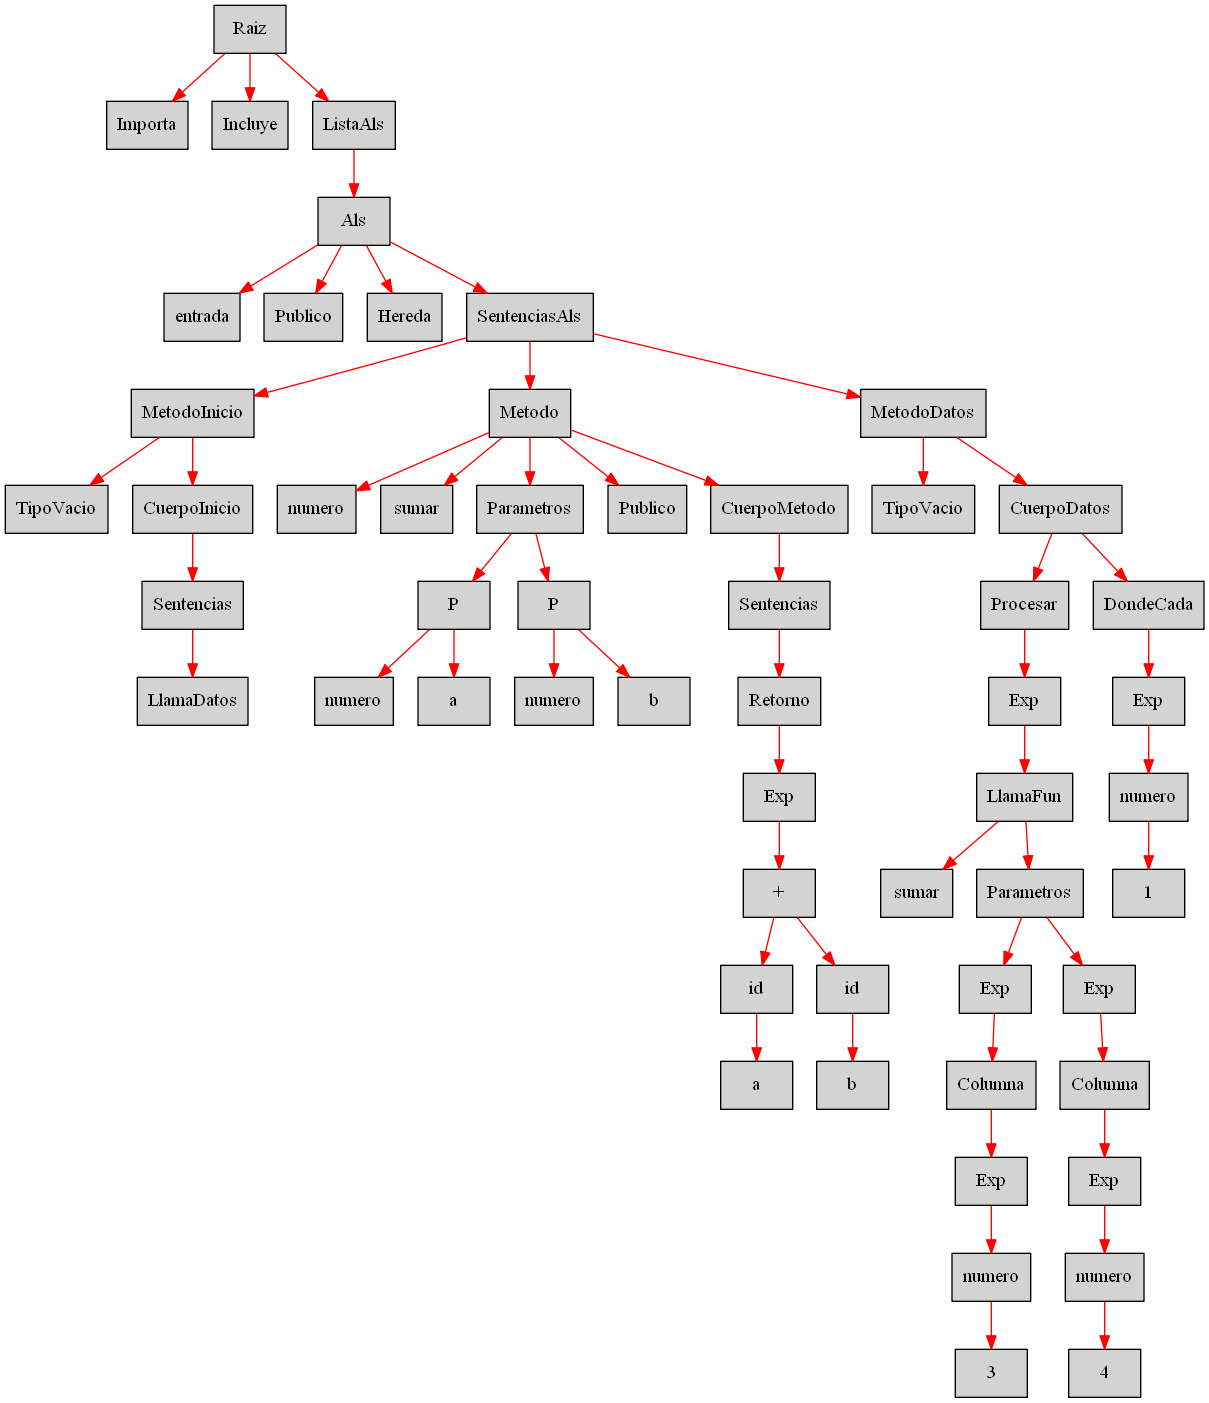 Raiz
Importa Incluye ListaAls
Als
entrada Publico Hereda SentenciasAls
MetodoInicio Metodo MetodoDatos
TipoVacio CuerpoInicio numero sumar Parametros Publico CuerpoMetodo TipoVacio CuerpoDatos
Sentencias P P Sentencias Procesar DondeCada
LlamaDatos numero a numero b Retorno Exp Exp
Exp LlamaFun numero
+ sumar Parametros 1
id id Exp Exp
a b Columna Columna
Exp Exp
numero numero
3 4